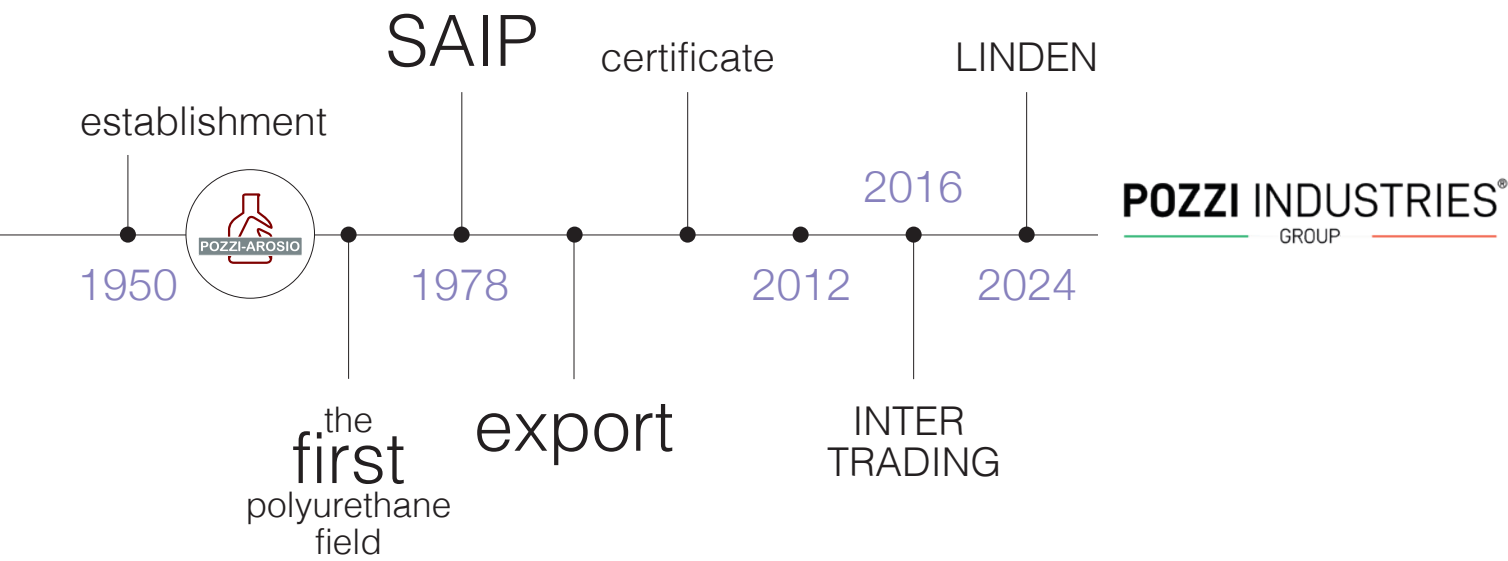 establishment
1950
POZZI-AROSIO
the
first
polyurethane
field
SAIP
1978
export
certificate
2012
2016
INTER
TRADING
LINDEN
2024
POZZI INDUSTRIES®
GROUP